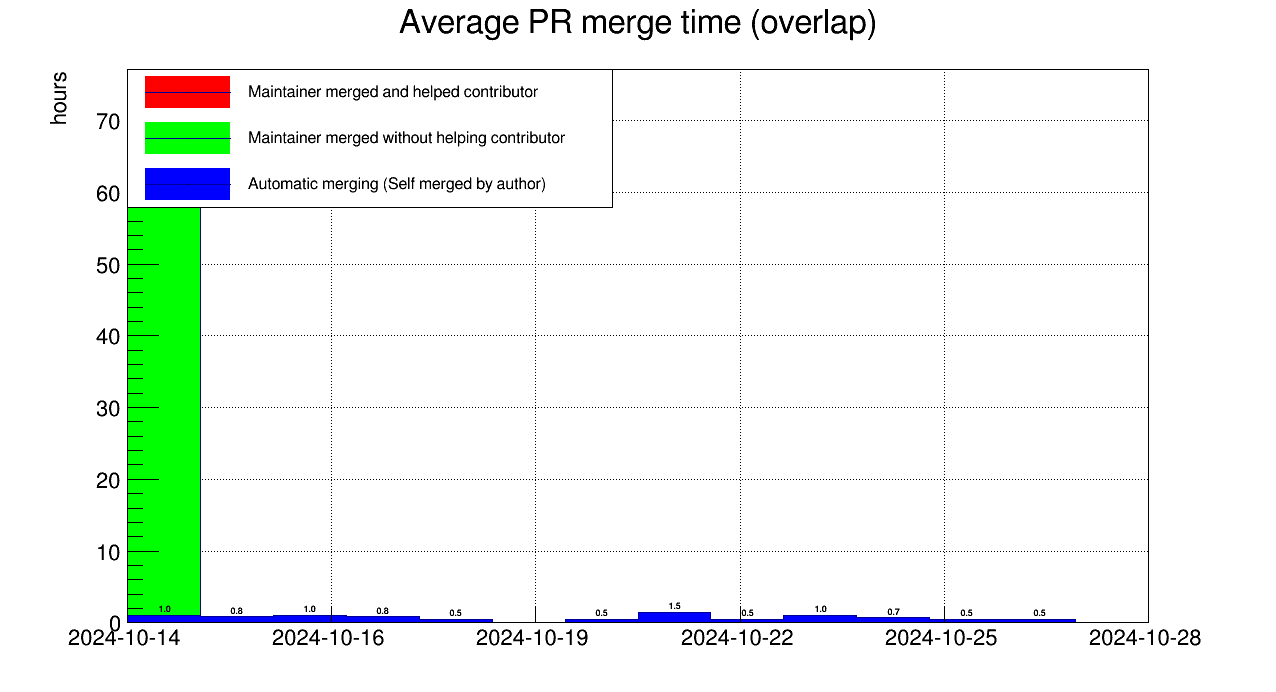 Average PR merge time (overlap)
hours
Maintainer merged and helped contributor
Maintainer merged without helping contributor
Automatic merging (Self merged by author)
70
60
50
40
30
20
10
0
1.0 0.8 1.0 0.8 0.5 0.5 1.5 0.5 1.0 0.7 0.5 0.5
2024-10-14 2024-10-16 2024-10-19 2024-10-22 2024-10-25 2024-10-28